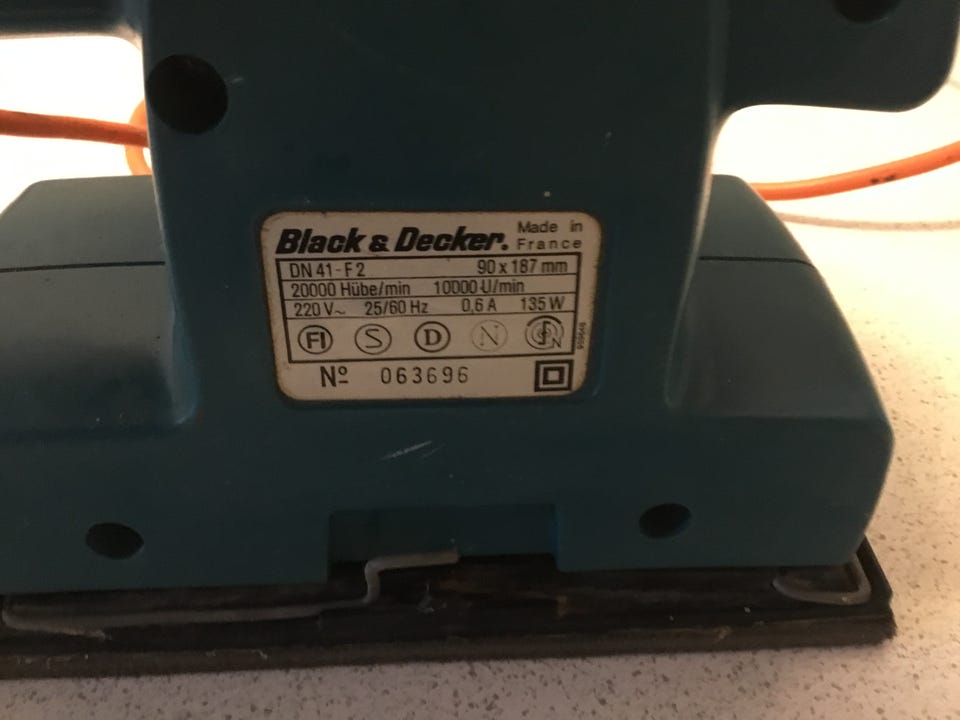 Black & Decker. Made in France
DN 41 - F 2 90 x 187 mm
20000 Hübe/min 10000 U/min
220 V~ 25/60 Hz 0,6 A 135 W
FI S D N S N
Nº 063696